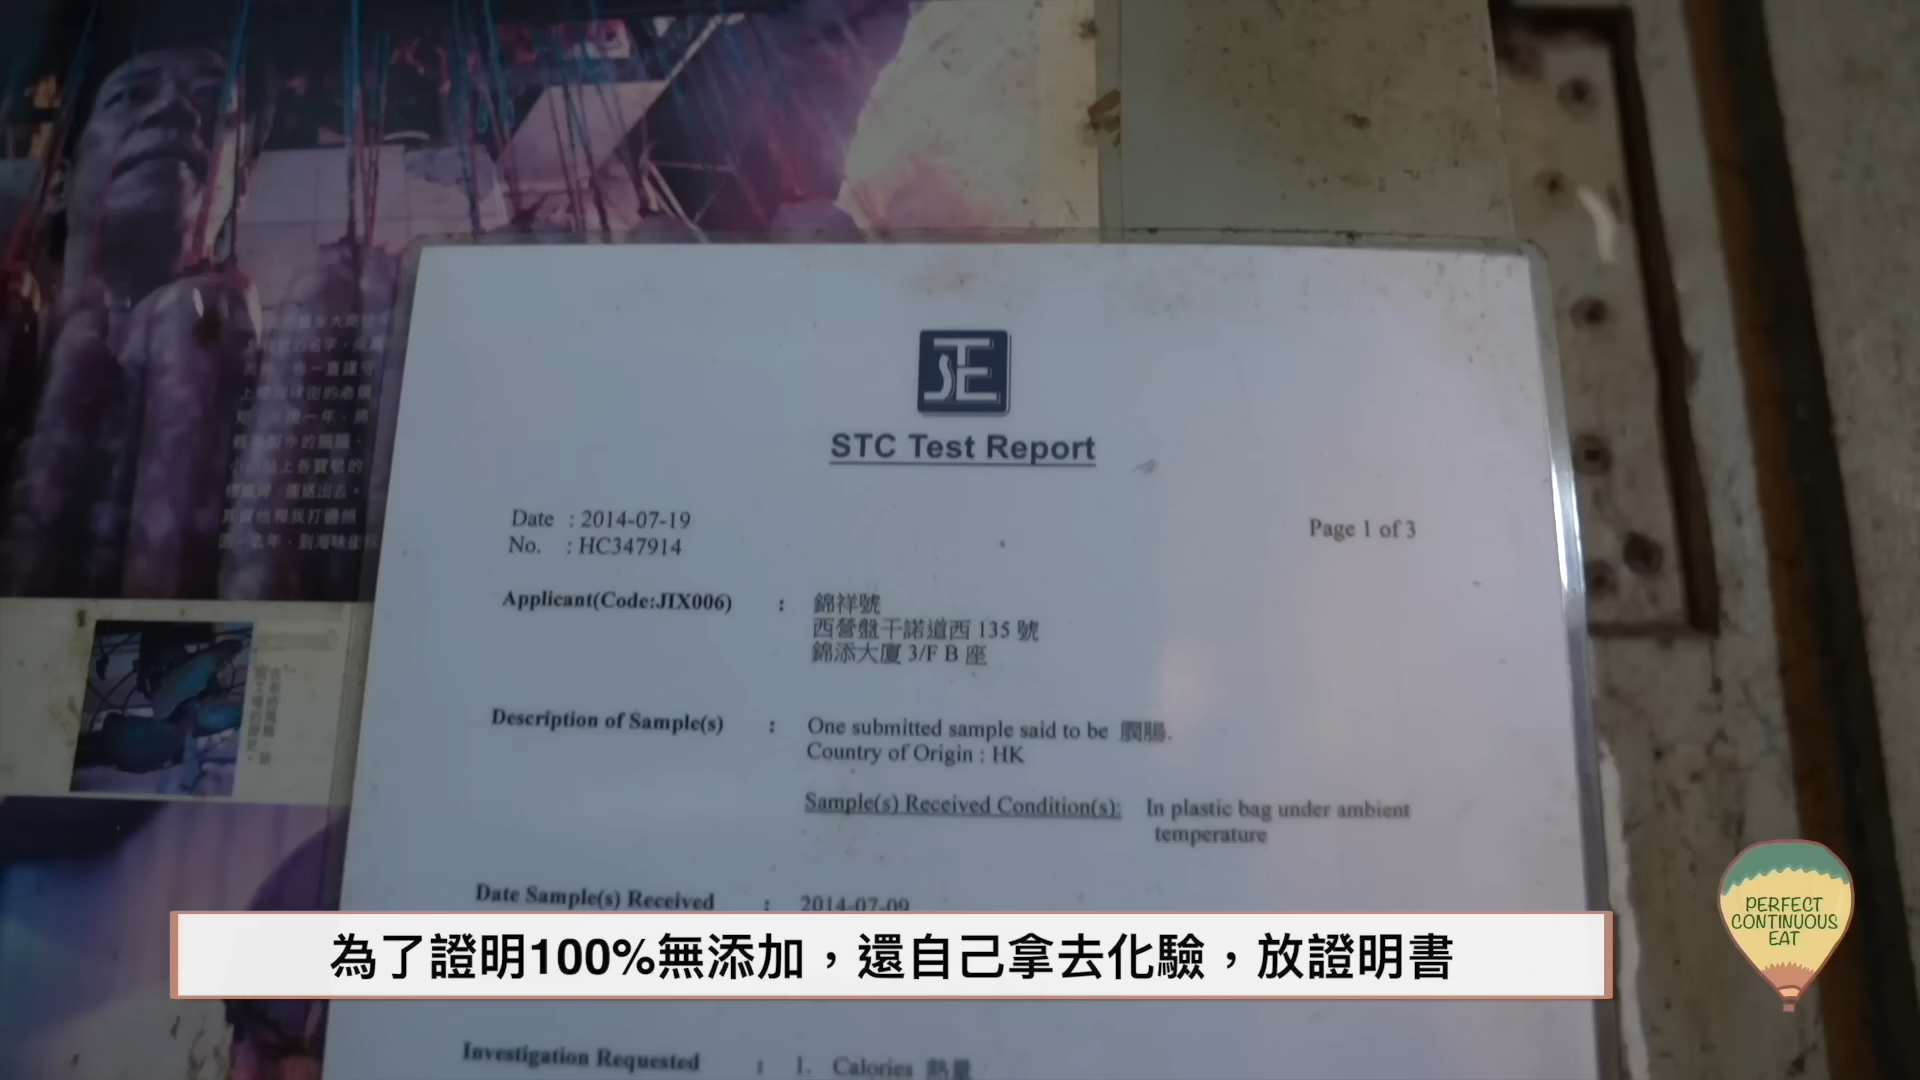 STC Test Report
Date : 2014-07-19
No. : HC347914
Page 1 of 3
Applicant(Code:JIX006) : 錦祥號
西營盤干諾道西 135 號
錦添大廈 3/F B 座
Description of Sample(s) : One submitted sample said to be 膶腸.
Country of Origin : HK
Sample(s) Received Condition(s): In plastic bag under ambient
temperature
Date Sample(s) Received : 2014-07-09
為了證明100%無添加，還自己拿去化驗，放證明書
Investigation Requested : 1. Calories 熱量
PERFECT
CONTINUOUS
EAT